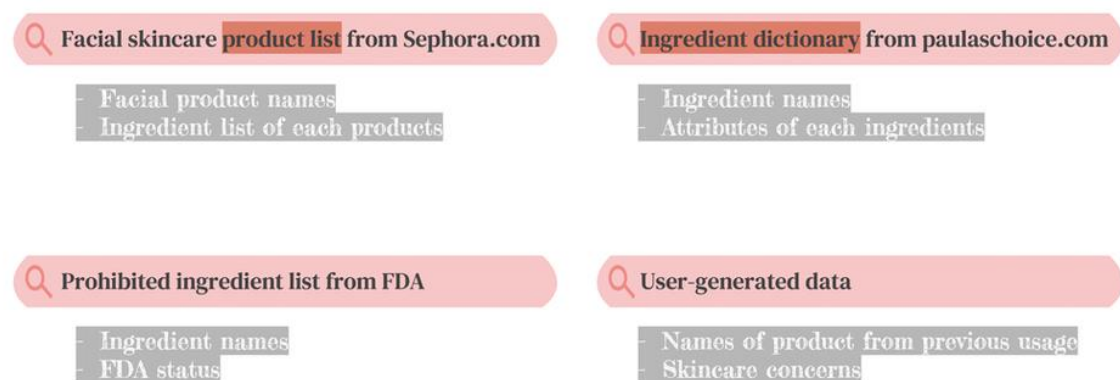 Facial skincare product list from Sephora.com
- Facial product names
- Ingredient list of each products
Ingredient dictionary from paulaschoice.com
- Ingredient names
- Attributes of each ingredients
Prohibited ingredient list from FDA
- Ingredient names
- FDA status
User-generated data
- Names of product from previous usage
- Skincare concerns